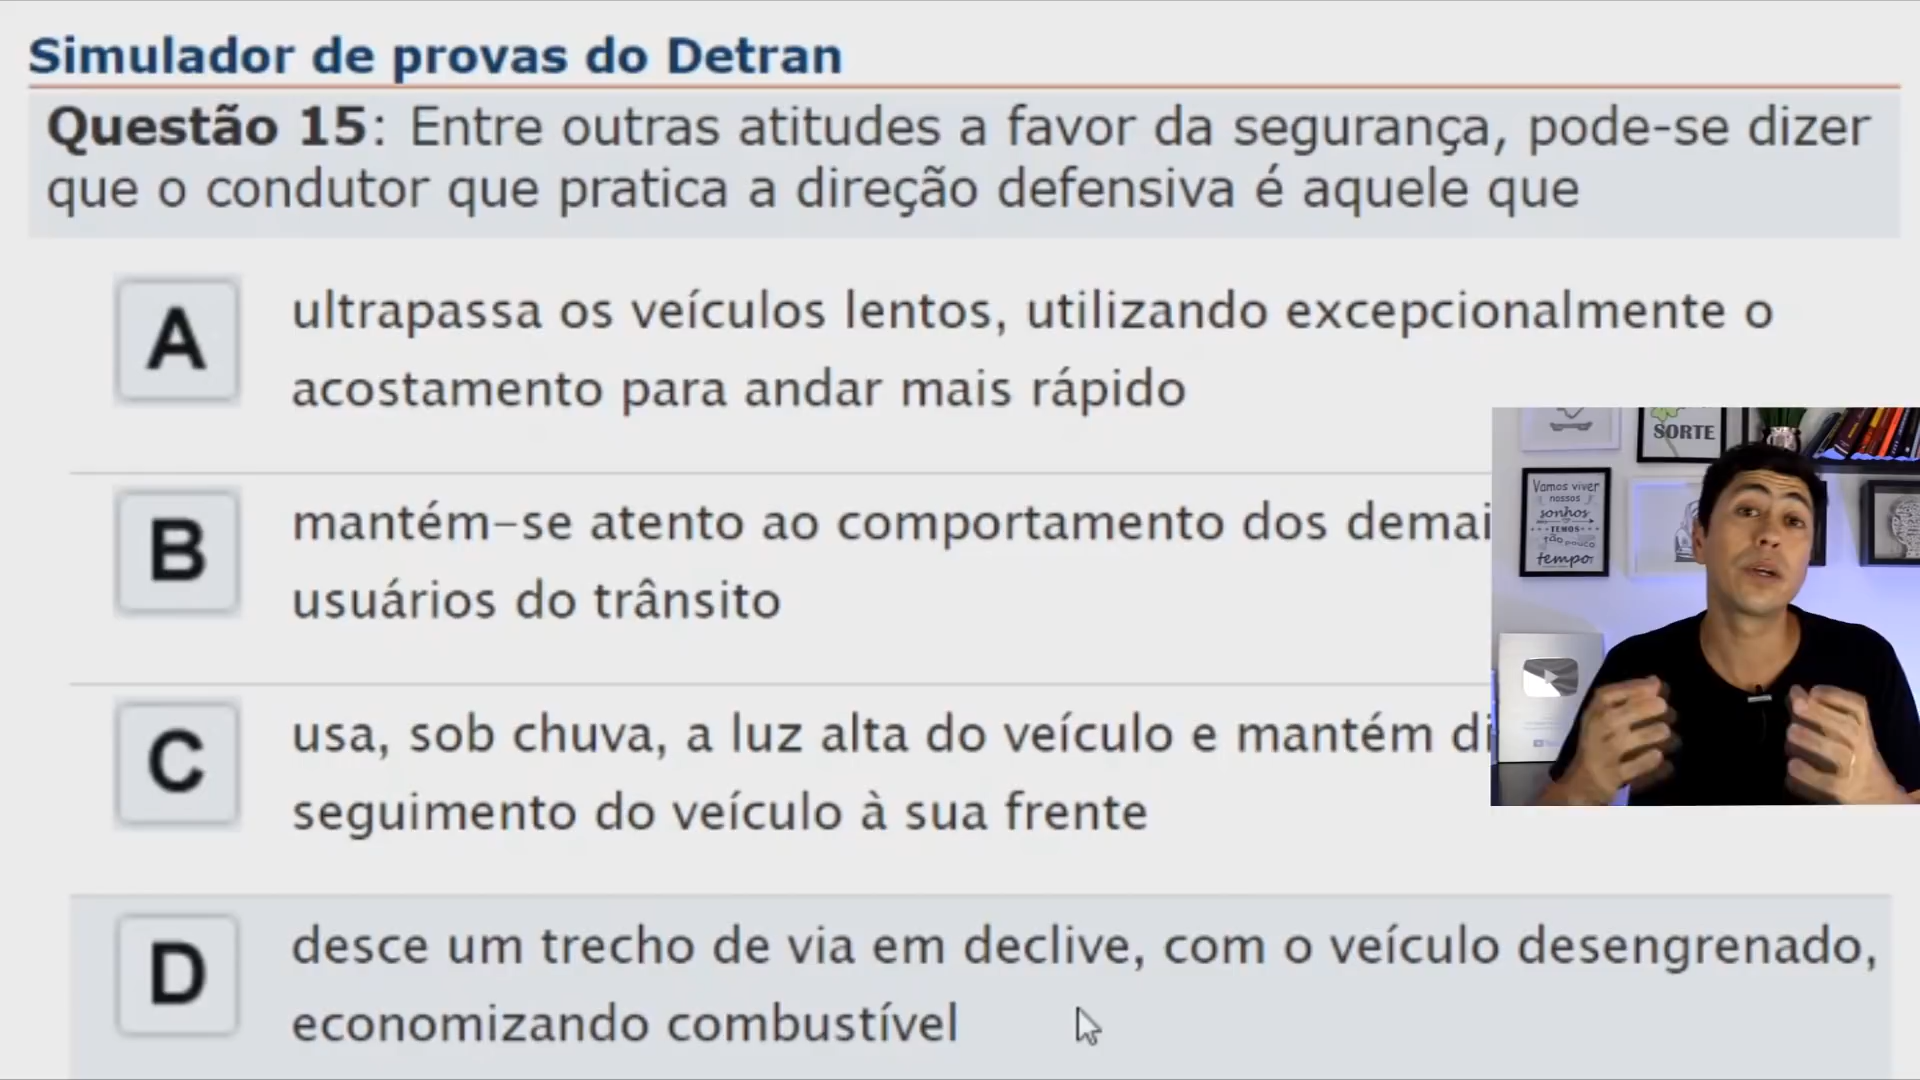 Simulador de provas do Detran
Questão 15: Entre outras atitudes a favor da segurança, pode-se dizer
que o condutor que pratica a direção defensiva é aquele que
A
ultrapassa os veículos lentos, utilizando excepcionalmente o
acostamento para andar mais rápido
B
mantém-se atento ao comportamento dos demai
usuários do trânsito
C
usa, sob chuva, a luz alta do veículo e mantém di
seguimento do veículo à sua frente
D
desce um trecho de via em declive, com o veículo desengrenado,
economizando combustível
SORTE
Vamos viver
nossos
sonhos
TEMOS
tão pouco
tempo